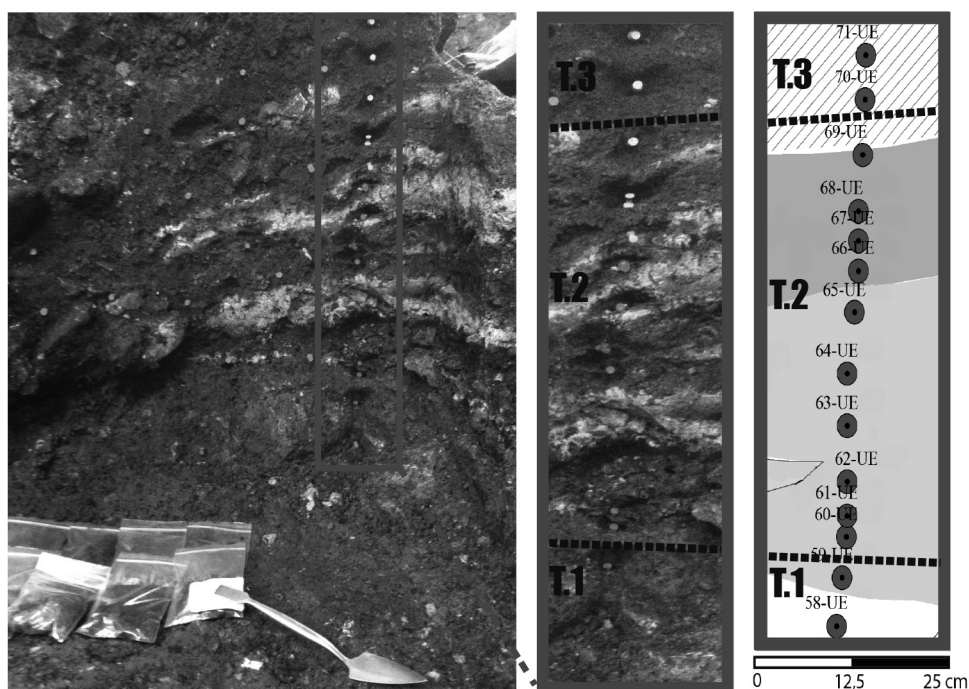 T.3
T.2
T.1
71-UE
T.3
70-UE
69-UE
68-UE
67-UE
66-UE
T.2
65-UE
64-UE
63-UE
62-UE
61-UE
60-UE
59-UE
T.1
58-UE
0 12,5 25 cm